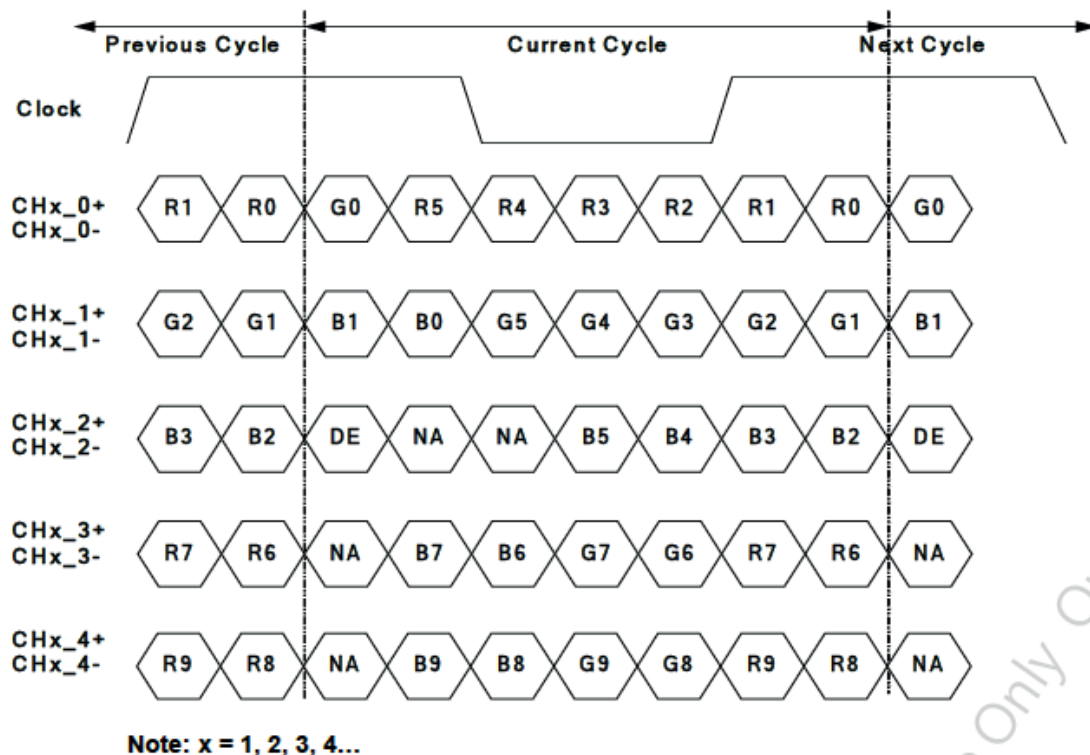 Previous Cycle Current Cycle Next Cycle
Clock
CHx_0+
CHx_0-
R1 R0 G0 R5 R4 R3 R2 R1 R0 G0
CHx_1+
CHx_1-
G2 G1 B1 B0 G5 G4 G3 G2 G1 B1
CHx_2+
CHx_2-
B3 B2 DE NA NA B5 B4 B3 B2 DE
CHx_3+
CHx_3-
R7 R6 NA B7 B6 G7 G6 R7 R6 NA
CHx_4+
CHx_4-
R9 R8 NA B9 B8 G9 G8 R9 R8 NA
Note: x = 1, 2, 3, 4...
Only